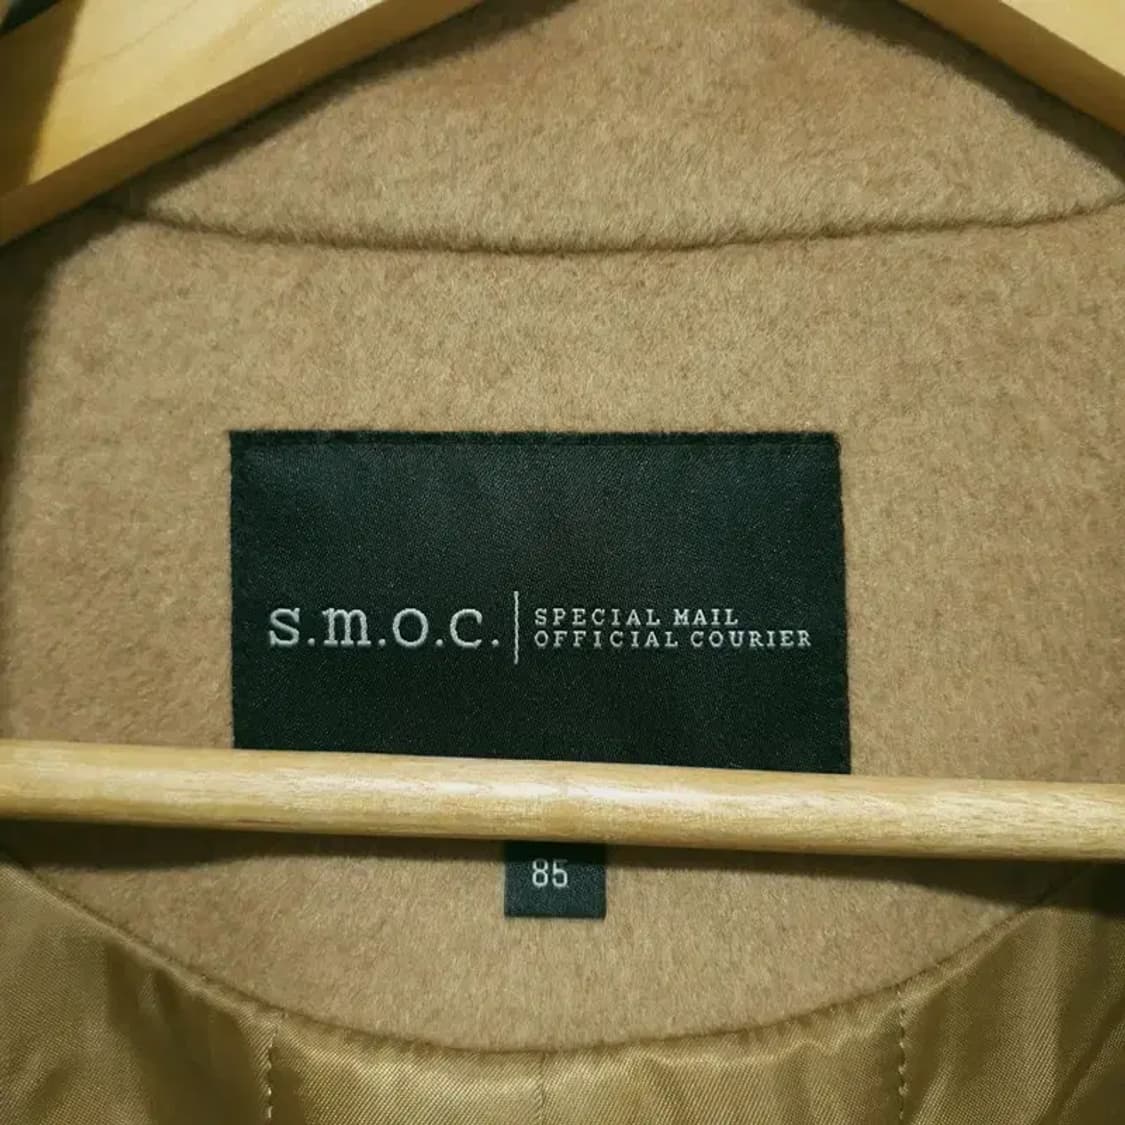 s.m.o.c. | SPECIAL MAIL
OFFICIAL COURIER
85